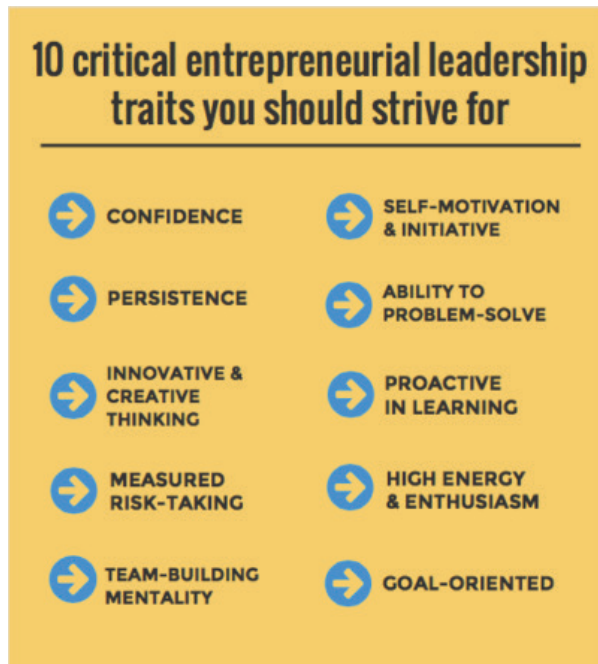 10 critical entrepreneurial leadership
traits you should strive for
CONFIDENCE
PERSISTENCE
INNOVATIVE &
CREATIVE
THINKING
MEASURED
RISK-TAKING
TEAM-BUILDING
MENTALITY
SELF-MOTIVATION
& INITIATIVE
ABILITY TO
PROBLEM-SOLVE
PROACTIVE
IN LEARNING
HIGH ENERGY
& ENTHUSIASM
GOAL-ORIENTED